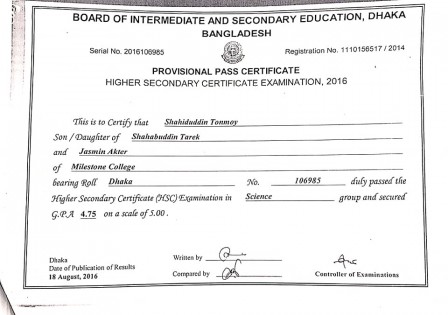 BOARD OF INTERMEDIATE AND SECONDARY EDUCATION, DHAKA
BANGLADESH
Serial No. 2016106985 Registration No. 1110156517 / 2014
PROVISIONAL PASS CERTIFICATE
HIGHER SECONDARY CERTIFICATE EXAMINATION, 2016
This is to Certify that Shahiduddin Tonmoy
Son / Daughter of Shahabuddin Tarek
and Jasmin Akter
of Milestone College
bearing Roll Dhaka No. 106985 duly passed the
Higher Secondary Certificate (HSC) Examination in Science group and secured
G.P.A 4.75 on a scale of 5.00 .
Dhaka
Date of Publication of Results
18 August, 2016
Written by
Compared by
Controller of Examinations